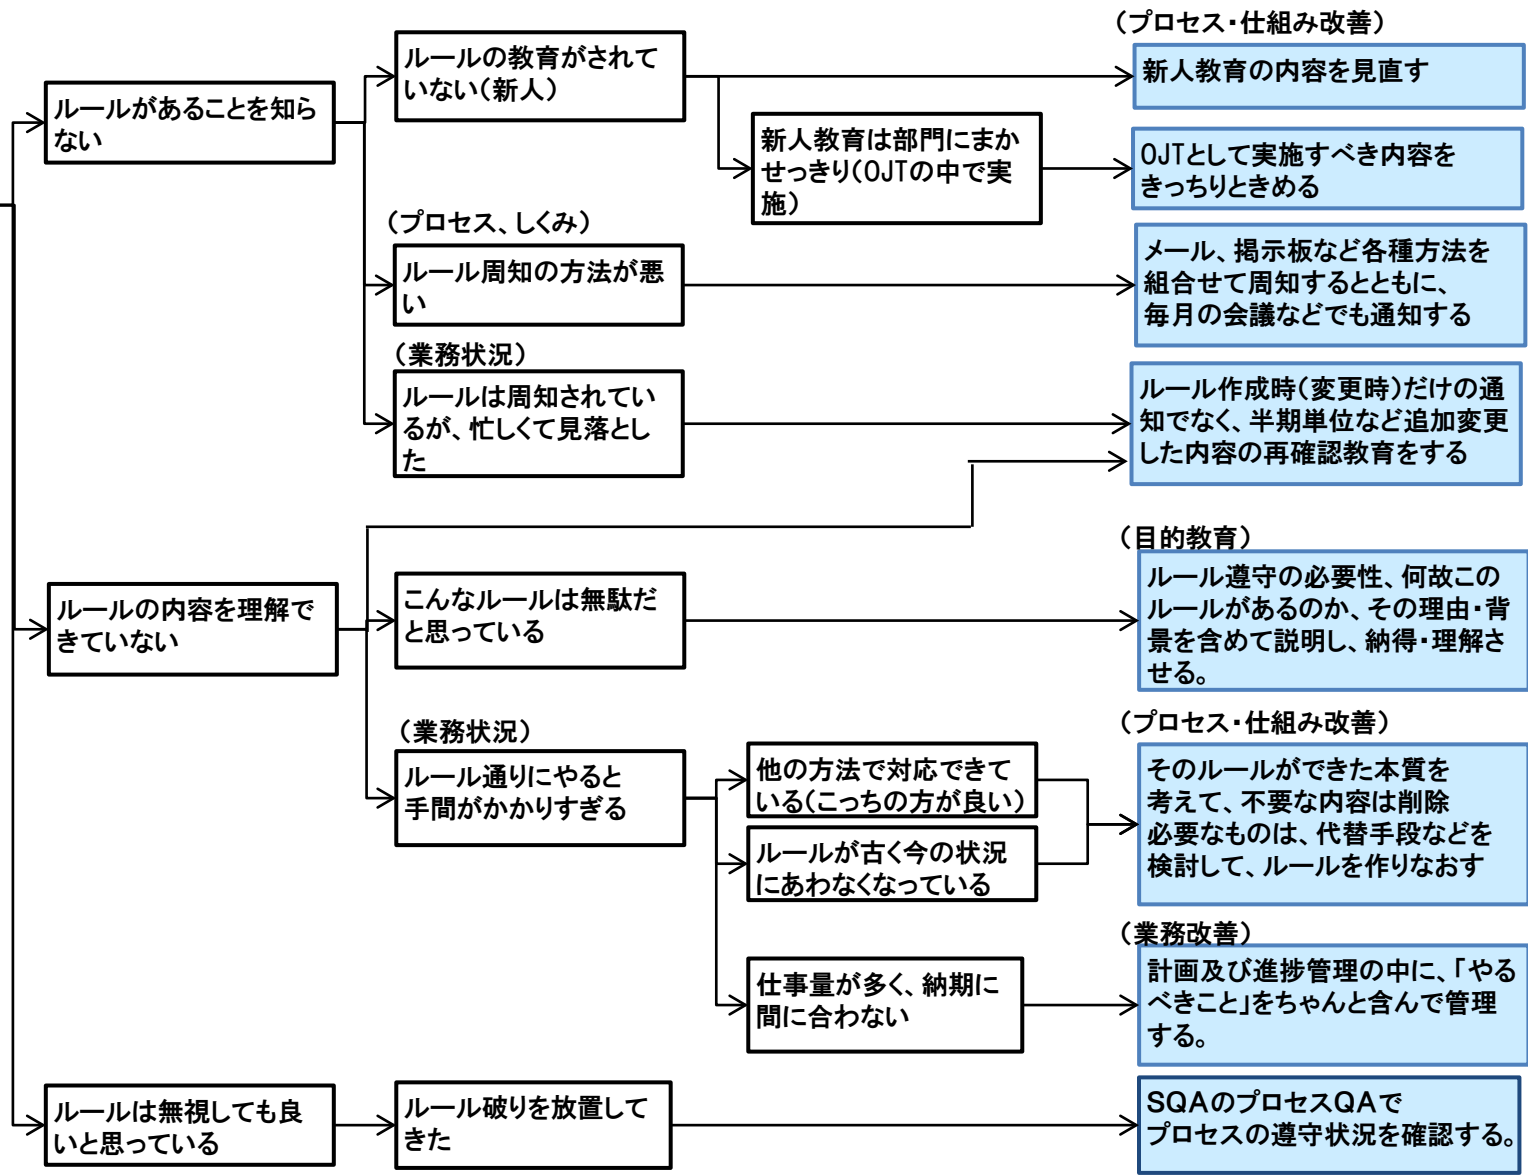 (プロセス・仕組み改善)
ルールの教育がされて
いない(新人)
新人教育の内容を見直す
ルールがあることを知ら
ない
新人教育は部門にまか
せっきり(OJTの中で実
施)
OJTとして実施すべき内容を
きっちりときめる
(プロセス、しくみ)
ルール周知の方法が悪
い
メール、掲示板など各種方法を
組合せて周知するとともに、
毎月の会議などでも通知する
(業務状況)
ルールは周知されてい
るが、忙しくて見落とし
た
ルール作成時(変更時)だけの通
知でなく、半期単位など追加変更
した内容の再確認教育をする
(目的教育)
ルールの内容を理解で
きていない
こんなルールは無駄だ
と思っている
ルール遵守の必要性、何故この
ルールがあるのか、その理由・背
景を含めて説明し、納得・理解さ
せる。
(業務状況)
ルール通りにやると
手間がかかりすぎる
他の方法で対応できて
いる(こっちの方が良い)
ルールが古く今の状況
にあわなくなっている
(プロセス・仕組み改善)
そのルールができた本質を
考えて、不要な内容は削除
必要なものは、代替手段などを
検討して、ルールを作りなおす
仕事量が多く、納期に
間に合わない
(業務改善)
計画及び進捗管理の中に、「やる
べきこと」をちゃんと含んで管理
する。
ルールは無視しても良
いと思っている
ルール破りを放置して
きた
SQAのプロセスQAで
プロセスの遵守状況を確認する。